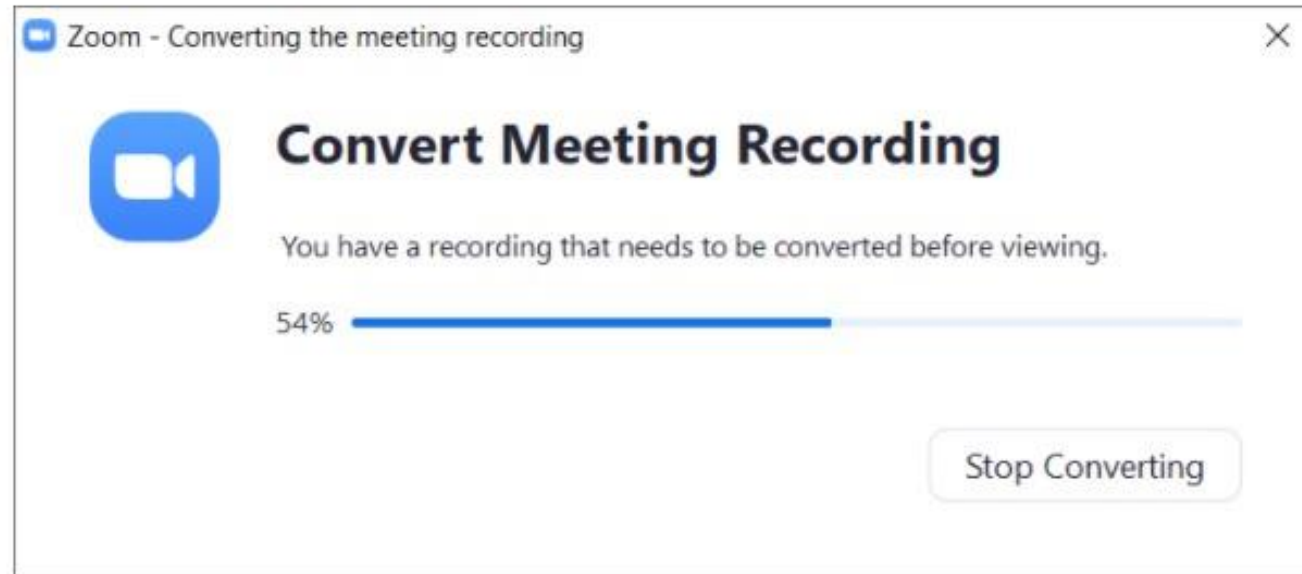 Zoom - Converting the meeting recording
Convert Meeting Recording
You have a recording that needs to be converted before viewing.
54%
Stop Converting